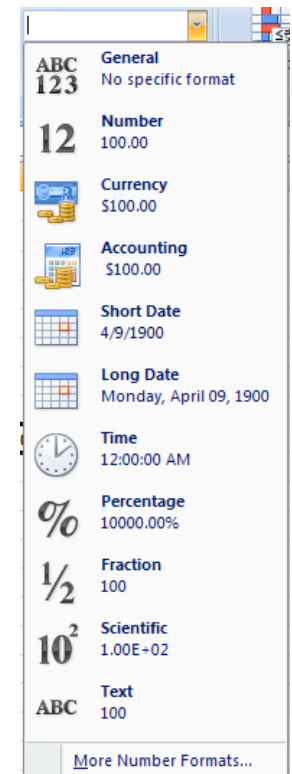 ABC
123
General
No specific format
12
Number
100.00
Currency
$100.00
Accounting
$100.00
Short Date
4/9/1900
Long Date
Monday, April 09, 1900
Time
12:00:00 AM
%
Percentage
10000.00%
1/2
Fraction
100
10²
Scientific
1.00E+02
ABC
Text
100
More Number Formats...